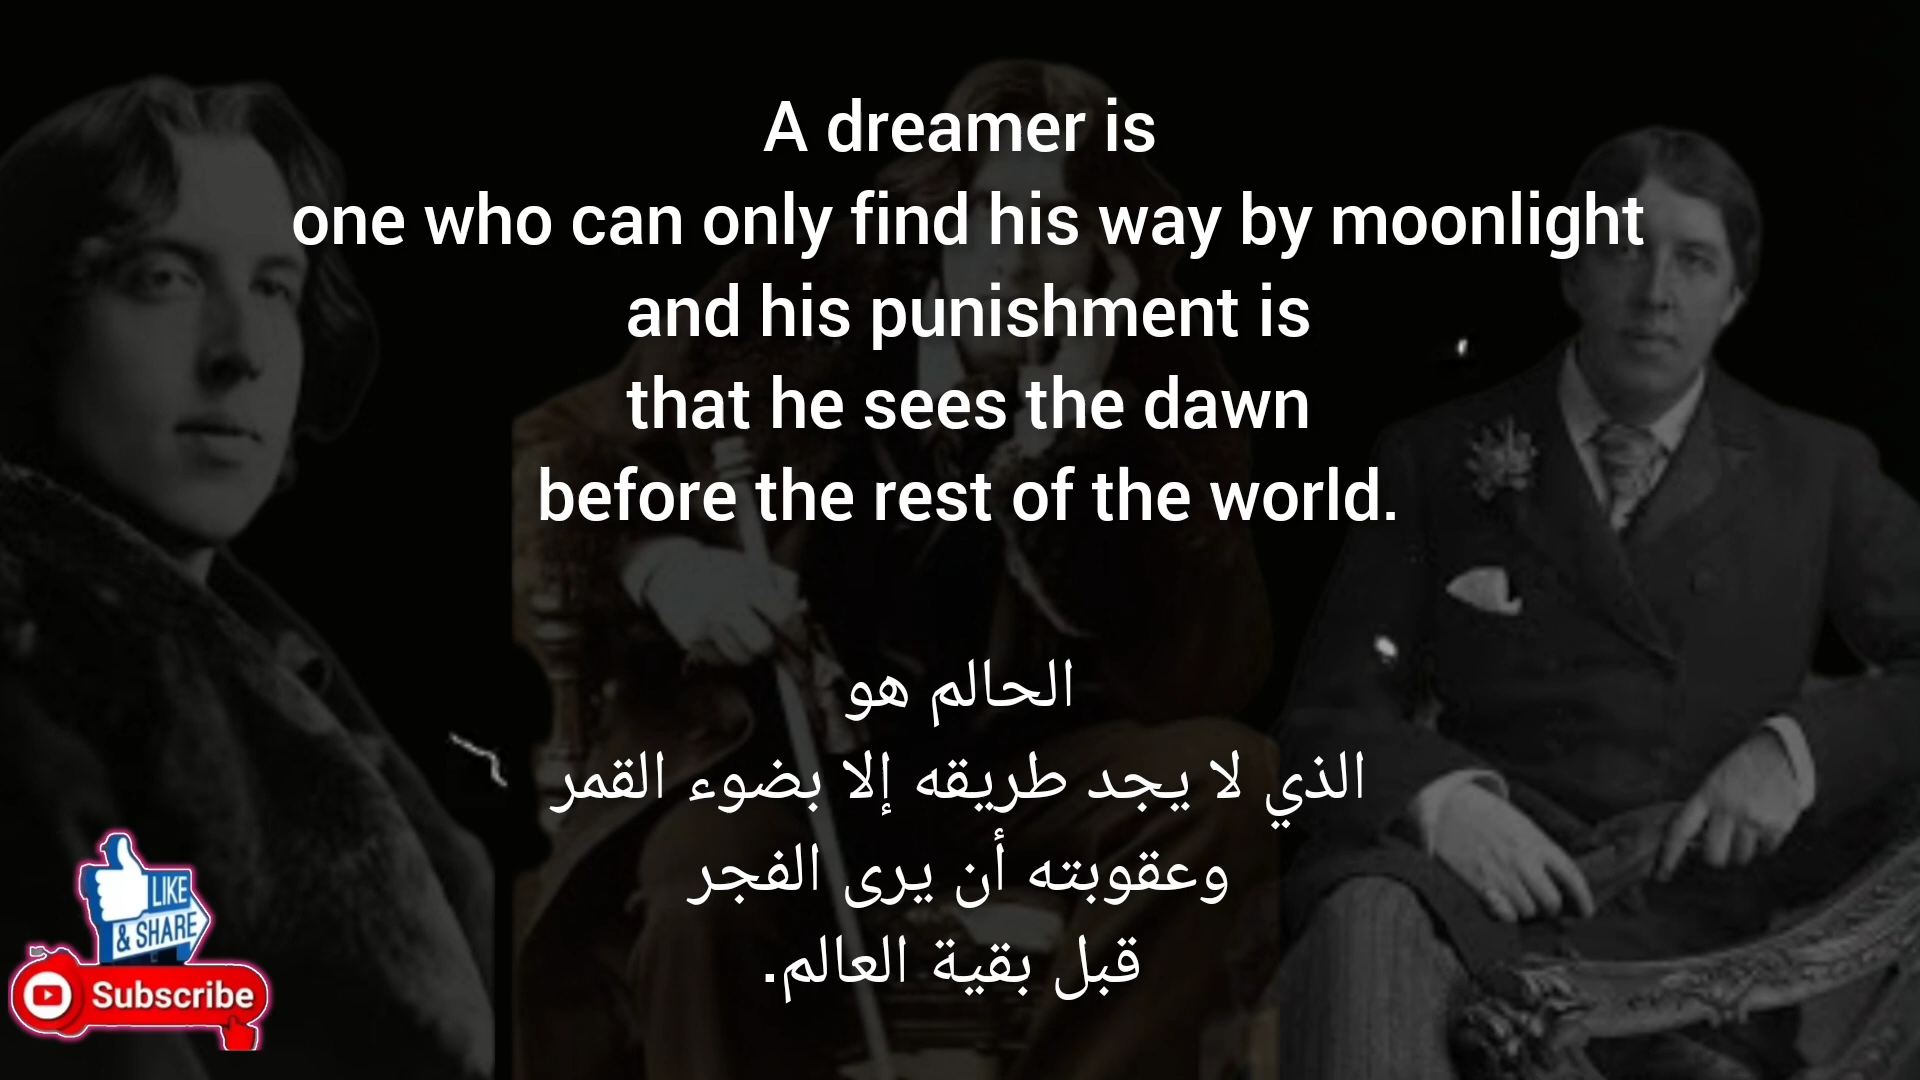 A dreamer is
one who can only find his way by moonlight
and his punishment is
that he sees the dawn
before the rest of the world.
الحالم هو
الذي لا يجد طريقه إلا بضوء القمر
وعقوبته أن يرى الفجر
قبل بقية العالم.
LIKE
& SHARE
Subscribe